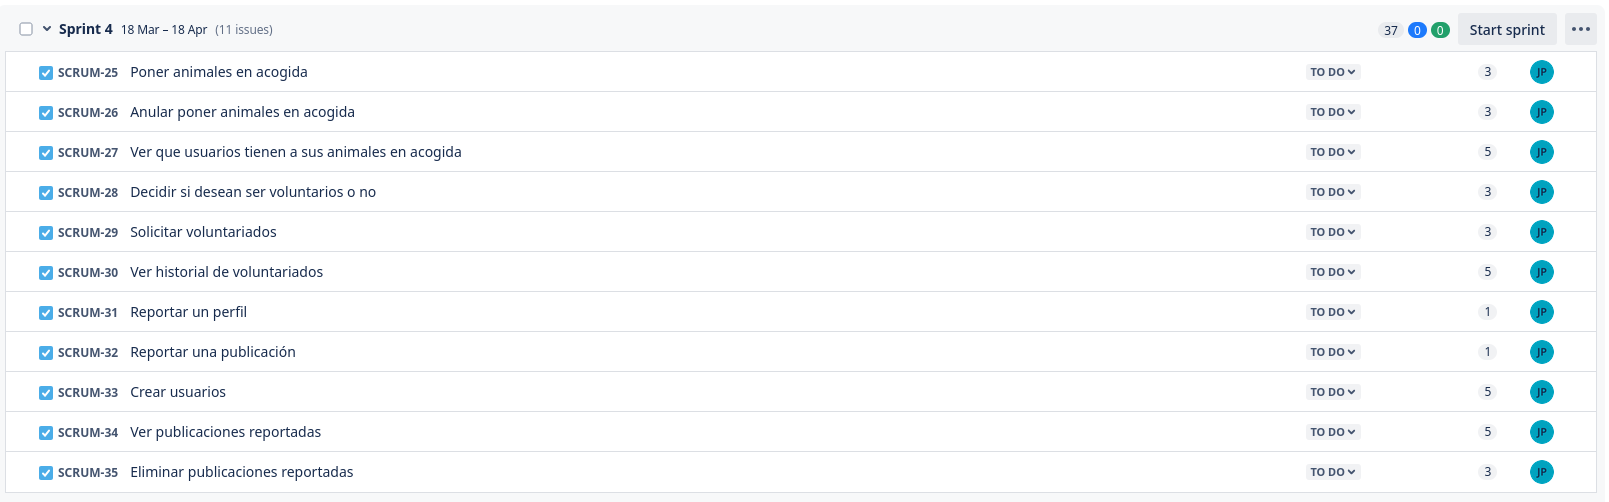 Sprint 4 18 Mar – 18 Apr (11 issues) 37 0 0 Start sprint
SCRUM-25 Poner animales en acogida TO DO 3 JP
SCRUM-26 Anular poner animales en acogida TO DO 3 JP
SCRUM-27 Ver que usuarios tienen a sus animales en acogida TO DO 5 JP
SCRUM-28 Decidir si desean ser voluntarios o no TO DO 3 JP
SCRUM-29 Solicitar voluntariados TO DO 3 JP
SCRUM-30 Ver historial de voluntariados TO DO 5 JP
SCRUM-31 Reportar un perfil TO DO 1 JP
SCRUM-32 Reportar una publicación TO DO 1 JP
SCRUM-33 Crear usuarios TO DO 5 JP
SCRUM-34 Ver publicaciones reportadas TO DO 5 JP
SCRUM-35 Eliminar publicaciones reportadas TO DO 3 JP